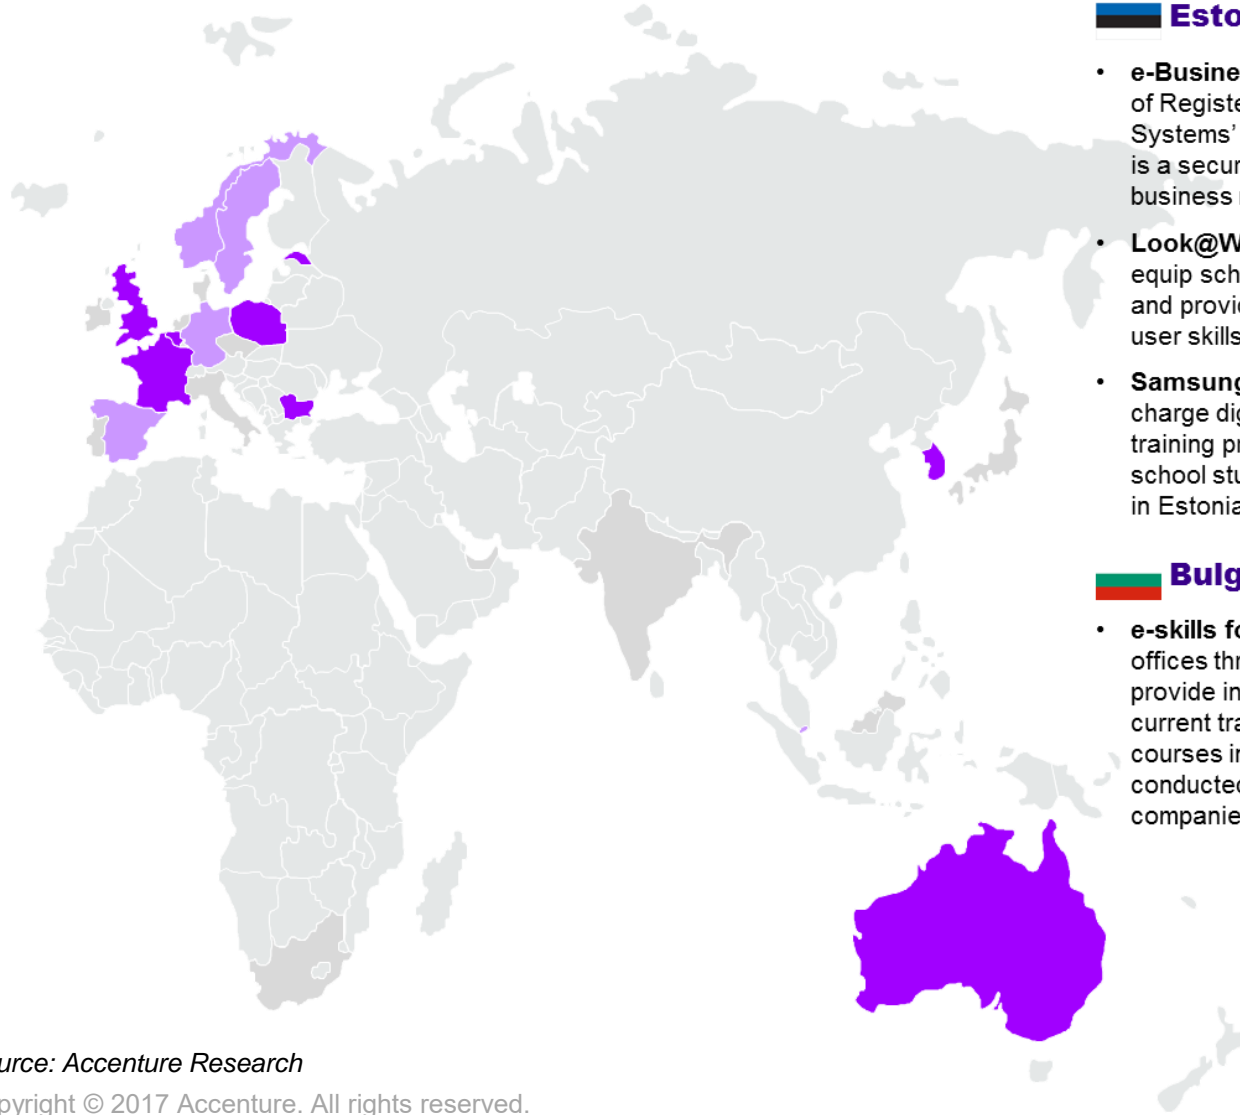 Esto
• e-Busine
of Registe
Systems’
is a secur
business
• Look@W
equip sch
and provid
user skills
• Samsung
charge dig
training pr
school stu
in Estonia
Bulg
• e-skills fo
offices thr
provide in
current tra
courses in
conducted
companie
urce: Accenture Research
pyright © 2017 Accenture. All rights reserved.